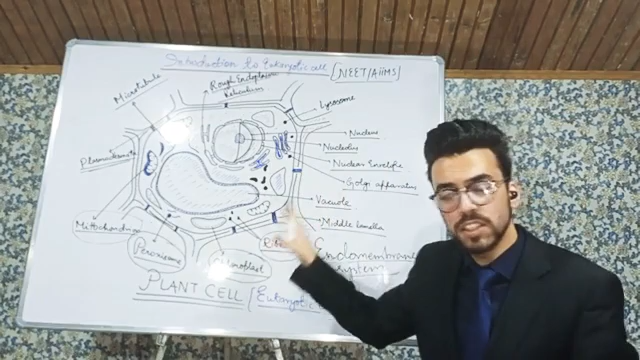 Introduction to Eukaryotic cell [NEET/AIIMS]
Microtubule
Rough Endoplasmic
Reticulum
Lysosome
Nucleus
Nucleolus
Plasmodesmata
Nuclear Envelope
Golgi apparatus
Vacuole
Middle lamella
Mitochondrion
Peroxisome
Chloroplast
Endomembrane
System
PLANT CELL [Eukaryotic